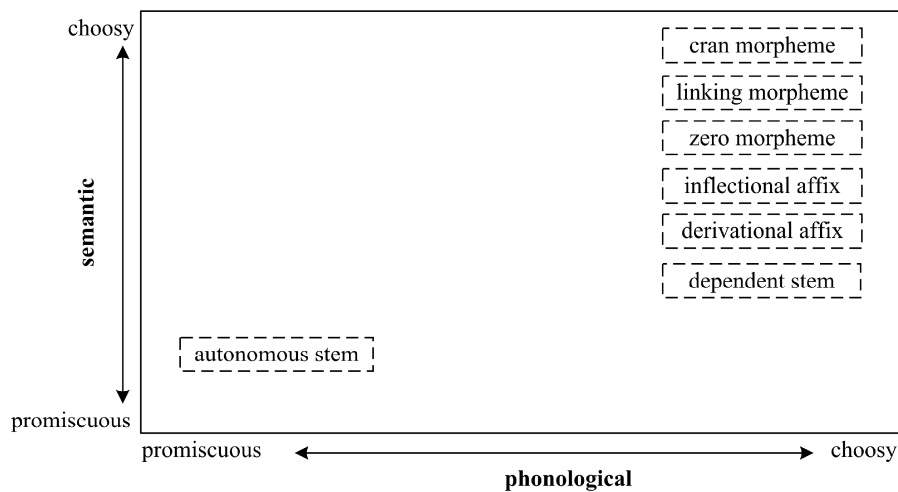 choosy
cran morpheme
linking morpheme
zero morpheme
inflectional affix
semantic
derivational affix
dependent stem
autonomous stem
promiscuous
promiscuous
choosy
phonological